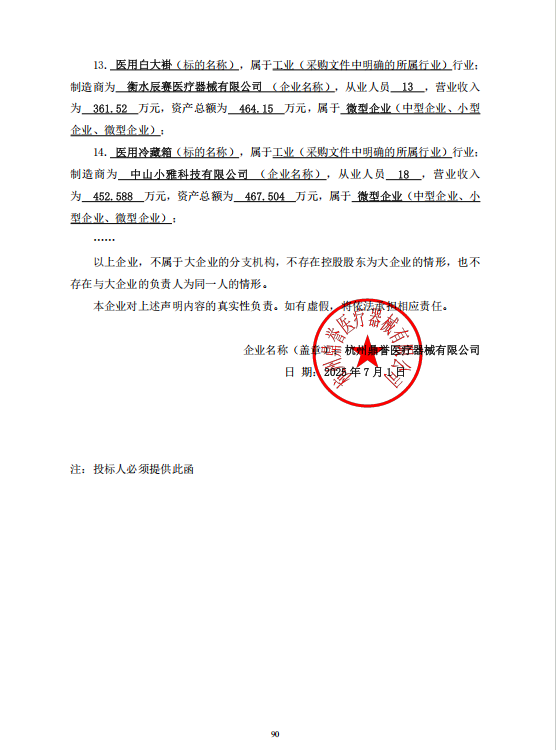 13. 医用白大褂（标的名称），属于工业（采购文件中明确的所属行业）行业；
制造商为 衡水辰赛医疗器械有限公司 （企业名称），从业人员 13 ，营业收入
为 361.52 万元，资产总额为 464.15 万元，属于 微型企业（中型企业、小型
企业、微型企业）；
14. 医用冷藏箱（标的名称），属于工业（采购文件中明确的所属行业）行业；
制造商为 中山小雅科技有限公司 （企业名称），从业人员 18 ，营业收入
为 452.588 万元，资产总额为 467.504 万元，属于 微型企业（中型企业、小
型企业、微型企业）；
……
以上企业，不属于大企业的分支机构，不存在控股股东为大企业的情形，也不
存在与大企业的负责人为同一人的情形。
本企业对上述声明内容的真实性负责。如有虚假，将依法承担相应责任。
企业名称（盖章）：杭州鼎誉医疗器械有限公司
日 期：2025 年 7 月 1 日
杭州鼎誉医疗器械有限公司
注：投标人必须提供此函
90